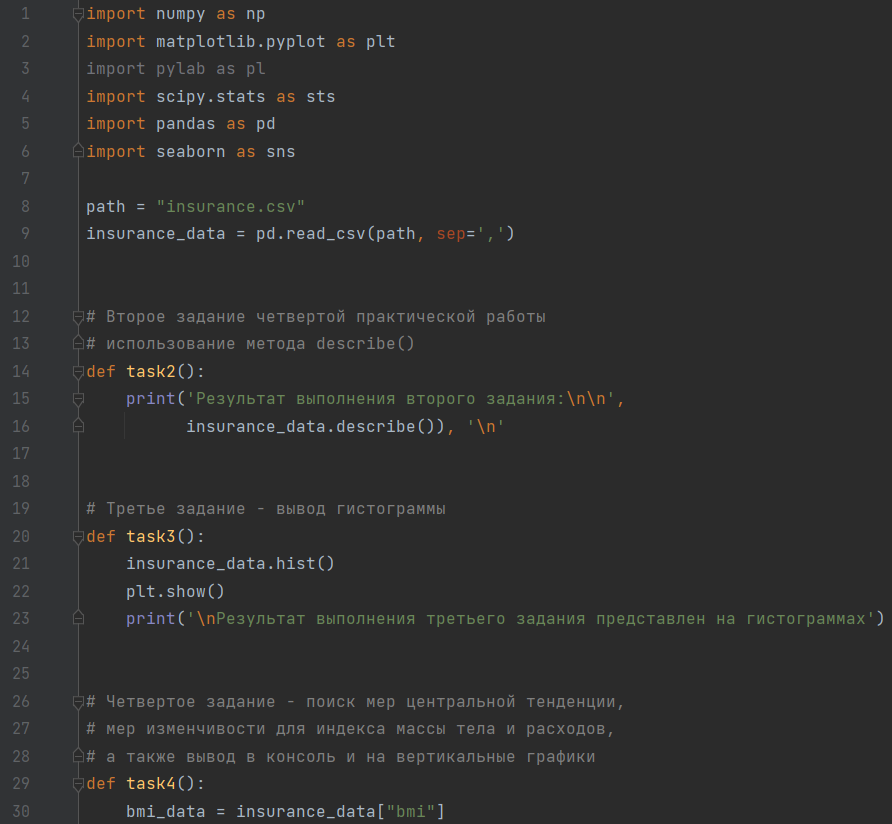 1 import numpy as np
2 import matplotlib.pyplot as plt
3 import pylab as pl
4 import scipy.stats as sts
5 import pandas as pd
6 import seaborn as sns
7
8 path = "insurance.csv"
9 insurance_data = pd.read_csv(path, sep=',')
10
11
12 # Второе задание четвертой практической работы
13 # использование метода describe()
14 def task2():
15     print('Результат выполнения второго задания:\n\n',
16           insurance_data.describe()), '\n'
17
18
19 # Третье задание - вывод гистограммы
20 def task3():
21     insurance_data.hist()
22     plt.show()
23     print('\nРезультат выполнения третьего задания представлен на гистограммах')
24
25
26 # Четвертое задание - поиск мер центральной тенденции,
27 # мер изменчивости для индекса массы тела и расходов,
28 # а также вывод в консоль и на вертикальные графики
29 def task4():
30     bmi_data = insurance_data["bmi"]